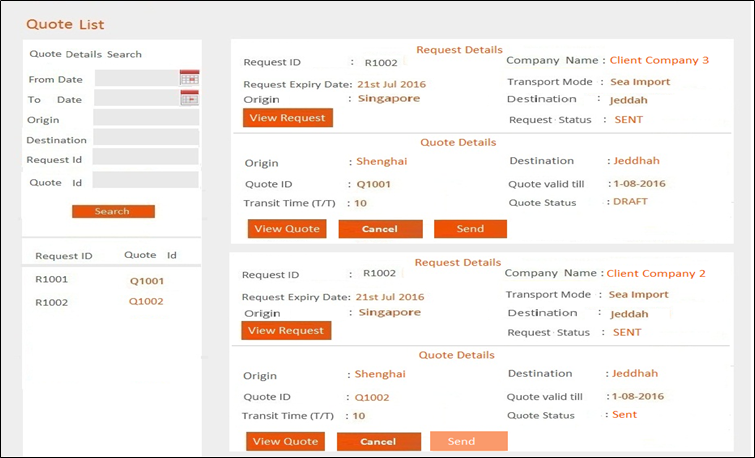 Quote List
Quote Details Search
From Date
To Date
Origin
Destination
Request Id
Quote Id
Search
Request ID Quote Id
R1001 Q1001
R1002 Q1002
Request Details
Request ID : R1002 Company Name : Client Company 3
Request Expiry Date: 21st Jul 2016 Transport Mode : Sea Import
Origin : Singapore Destination : Jeddah
View Request Request Status : SENT
Quote Details
Origin : Shenghai Destination : Jeddhah
Quote ID : Q1001 Quote valid till : 1-08-2016
Transit Time (T/T) : 10 Quote Status : DRAFT
View Quote Cancel Send
Request Details
Request ID : R1002 Company Name : Client Company 2
Request Expiry Date: 21st Jul 2016 Transport Mode : Sea Import
Origin : Singapore Destination : Jeddah
View Request Request Status : SENT
Quote Details
Origin : Shenghai Destination : Jeddhah
Quote ID : Q1002 Quote valid till : 1-08-2016
Transit Time (T/T) : 10 Quote Status : Sent
View Quote Cancel Send